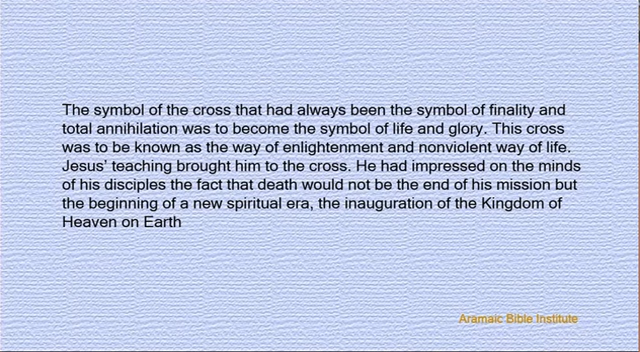 The symbol of the cross that had always been the symbol of finality and
total annihilation was to become the symbol of life and glory. This cross
was to be known as the way of enlightenment and nonviolent way of life.
Jesus’ teaching brought him to the cross. He had impressed on the minds
of his disciples the fact that death would not be the end of his mission but
the beginning of a new spiritual era, the inauguration of the Kingdom of
Heaven on Earth
Aramaic Bible Institute